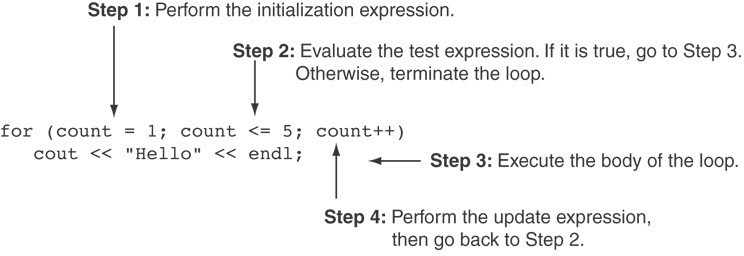 Step 1: Perform the initialization expression.
Step 2: Evaluate the test expression. If it is true, go to Step 3.
Otherwise, terminate the loop.
for (count = 1; count <= 5; count++)
cout << "Hello" << endl;
Step 3: Execute the body of the loop.
Step 4: Perform the update expression,
then go back to Step 2.